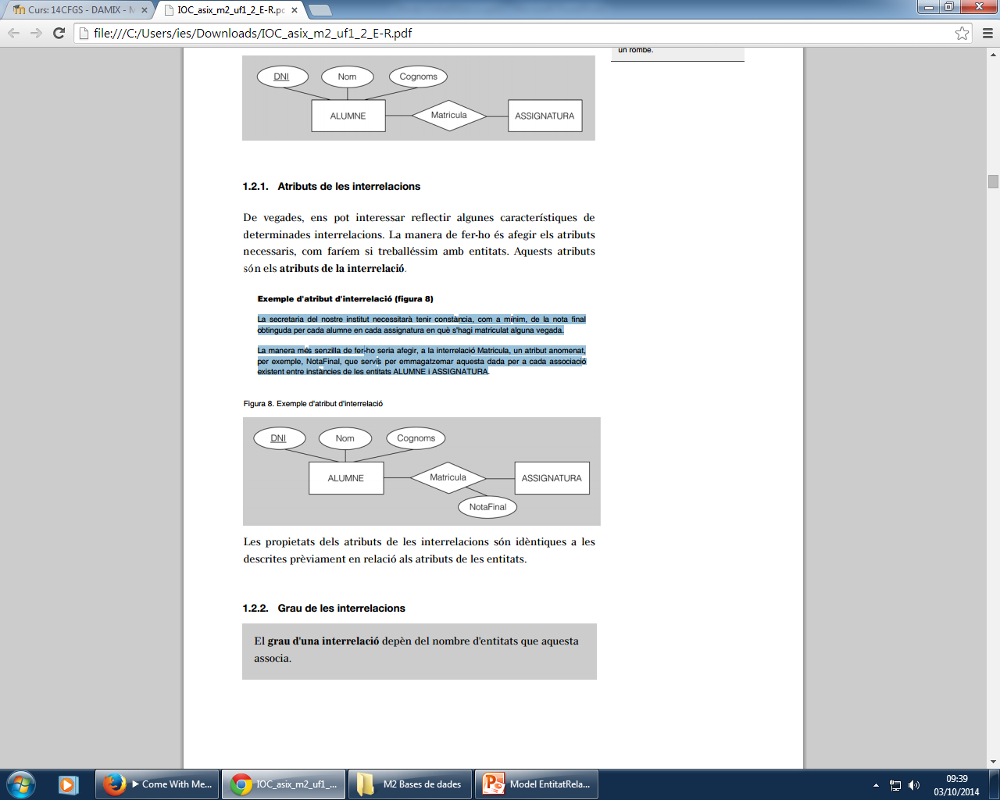 Curs: 14CFGS - DAMIX - M
IOC_asix_m2_uf1_2_E-R.pd
file:///C:/Users/ies/Downloads/IOC_asix_m2_uf1_2_E-R.pdf
un rombe.
DNI Nom Cognoms
ALUMNE Matricula ASSIGNATURA
1.2.1. Atributs de les interrelacions
De vegades, ens pot interessar reflectir algunes característiques de
determinades interrelacions. La manera de fer-ho és afegir els atributs
necessaris, com faríem si treballéssim amb entitats. Aquests atributs
són els atributs de la interrelació.
Exemple d'atribut d'interrelació (figura 8)
La secretaria del nostre institut necessitarà tenir constància, com a mínim, de la nota final
obtinguda per cada alumne en cada assignatura en què s'hagi matriculat alguna vegada.
La manera més senzilla de fer-ho seria afegir, a la interrelació Matricula, un atribut anomenat,
per exemple, NotaFinal, que servís per emmagatzemar aquesta dada per a cada associació
existent entre instàncies de les entitats ALUMNE i ASSIGNATURA.
Figura 8. Exemple d'atribut d'interrelació
DNI Nom Cognoms
ALUMNE Matricula ASSIGNATURA
NotaFinal
Les propietats dels atributs de les interrelacions són idèntiques a les
descrites prèviament en relació als atributs de les entitats.
1.2.2. Grau de les interrelacions
El grau d'una interrelació depèn del nombre d'entitats que aquesta
associa.
Come With Me...
IOC_asix_m2_uf1_...
M2 Bases de dades
Model EntitatRela...
09:39
03/10/2014